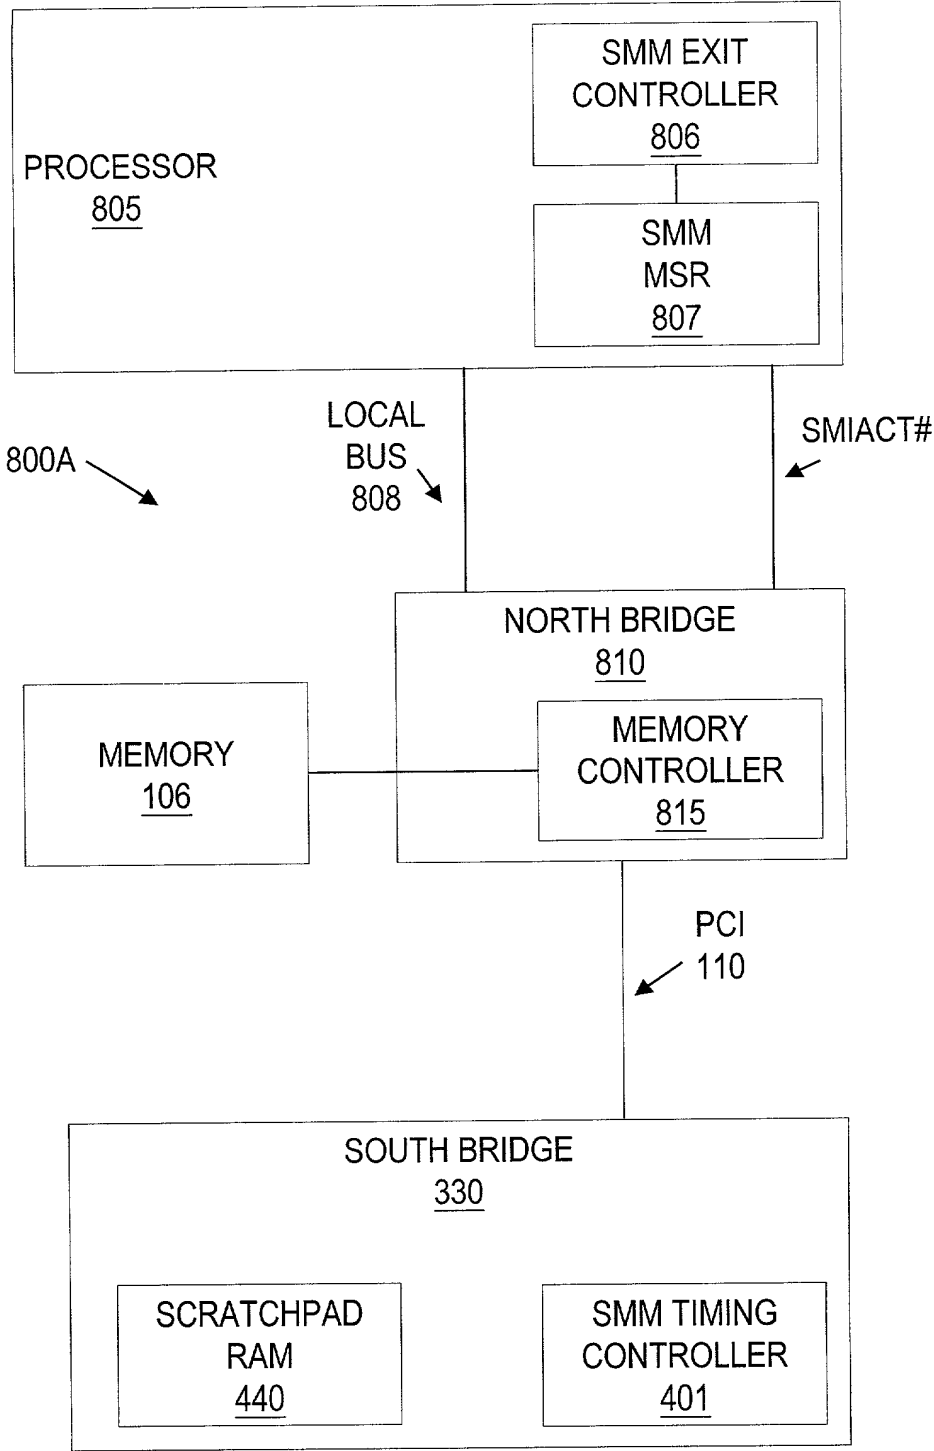 SMM EXIT
CONTROLLER
806
PROCESSOR
805
SMM
MSR
807
LOCAL
BUS
808
SMIACT#
800A
NORTH BRIDGE
810
MEMORY
CONTROLLER
815
MEMORY
106
PCI
110
SOUTH BRIDGE
330
SCRATCHPAD
RAM
440
SMM TIMING
CONTROLLER
401